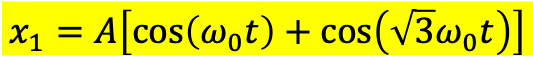 x₁ = A[cos(ω₀t) + cos(√3ω₀t)]